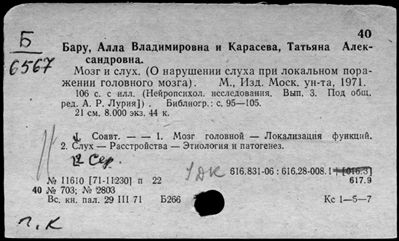 40
Б
6567
Бару, Алла Владимировна и Карасева, Татьяна Алек-
сандровна.
Мозг и слух. (О нарушении слуха при локальном пора-
жении головного мозга). М., Изд. Моск. ун-та, 1971.
106 с. с илл. (Нейропсихол. исследования. Вып. 3. Под общ.
ред. А. Р. Лурия]) . Библиогр.: с. 95—105.
21 см. 8.000 экз. 44 к.
1. Соавт. — — 1. Мозг головной — Локализация функций.
2. Слух — Расстройства — Этиология и патогенез.
2 Сер.
1ДК 616.831-06 : 616.28-008.1
617.9
№ 11610 [71-11230] п 22
40 № 703; № 2803
Вс. кн. пал. 29 III 71 Б266 Кс 1—5—7
п. к